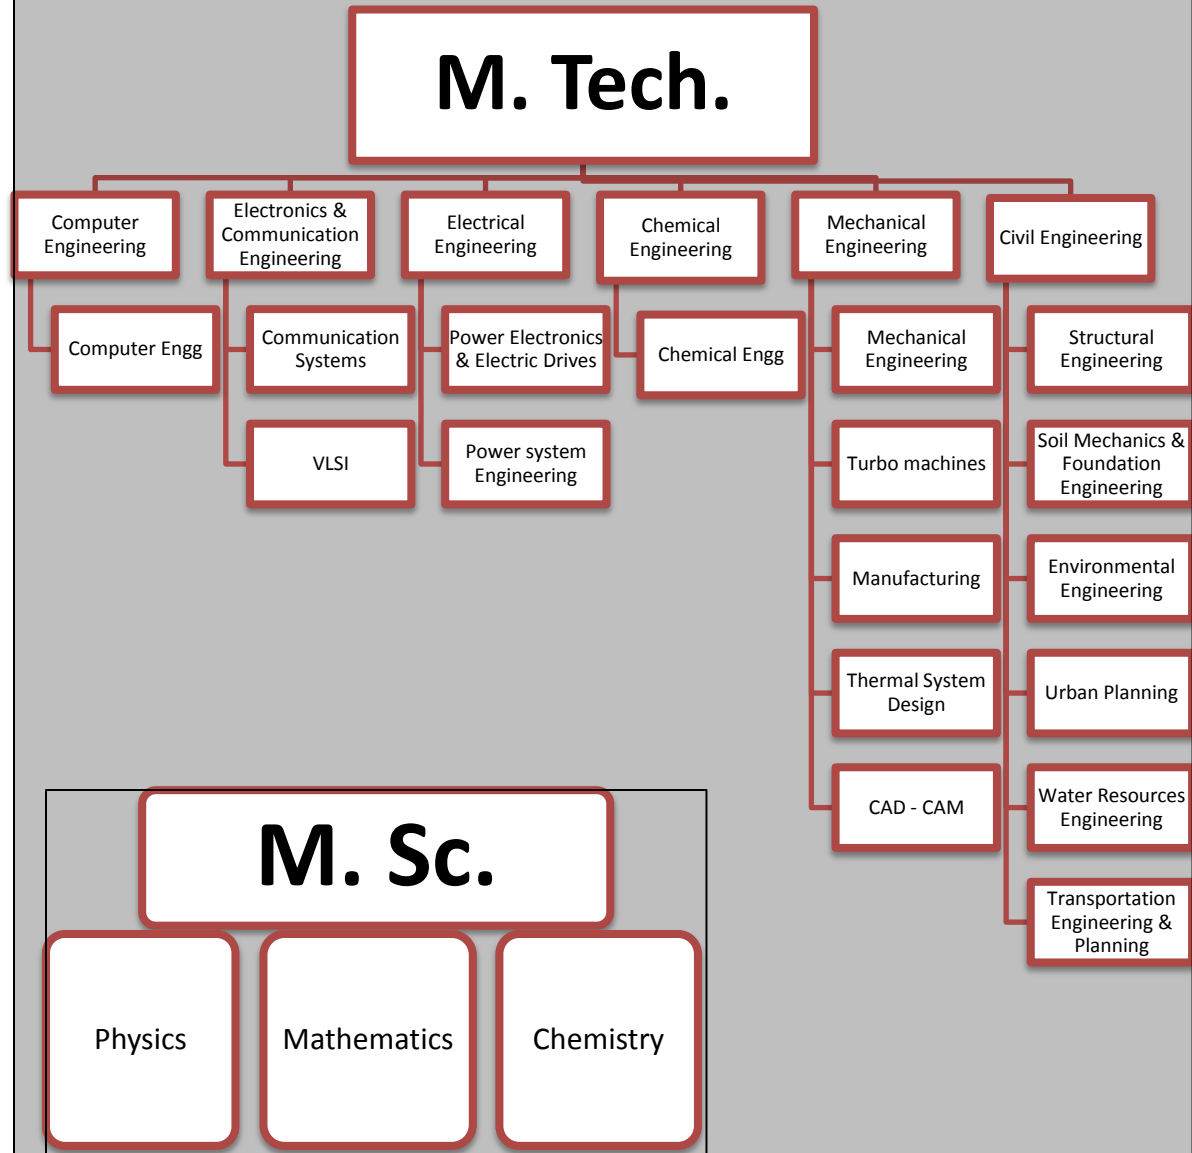 M. Tech.
Computer
Engineering
Electronics &
Communication
Engineering
Electrical
Engineering
Chemical
Engineering
Mechanical
Engineering
Civil Engineering
Computer Engg
Communication
Systems
VLSI
Power Electronics
& Electric Drives
Power system
Engineering
Chemical Engg
Mechanical
Engineering
Turbo machines
Manufacturing
Thermal System
Design
CAD - CAM
Structural
Engineering
Soil Mechanics &
Foundation
Engineering
Environmental
Engineering
Urban Planning
Water Resources
Engineering
Transportation
Engineering &
Planning
M. Sc.
Physics
Mathematics
Chemistry